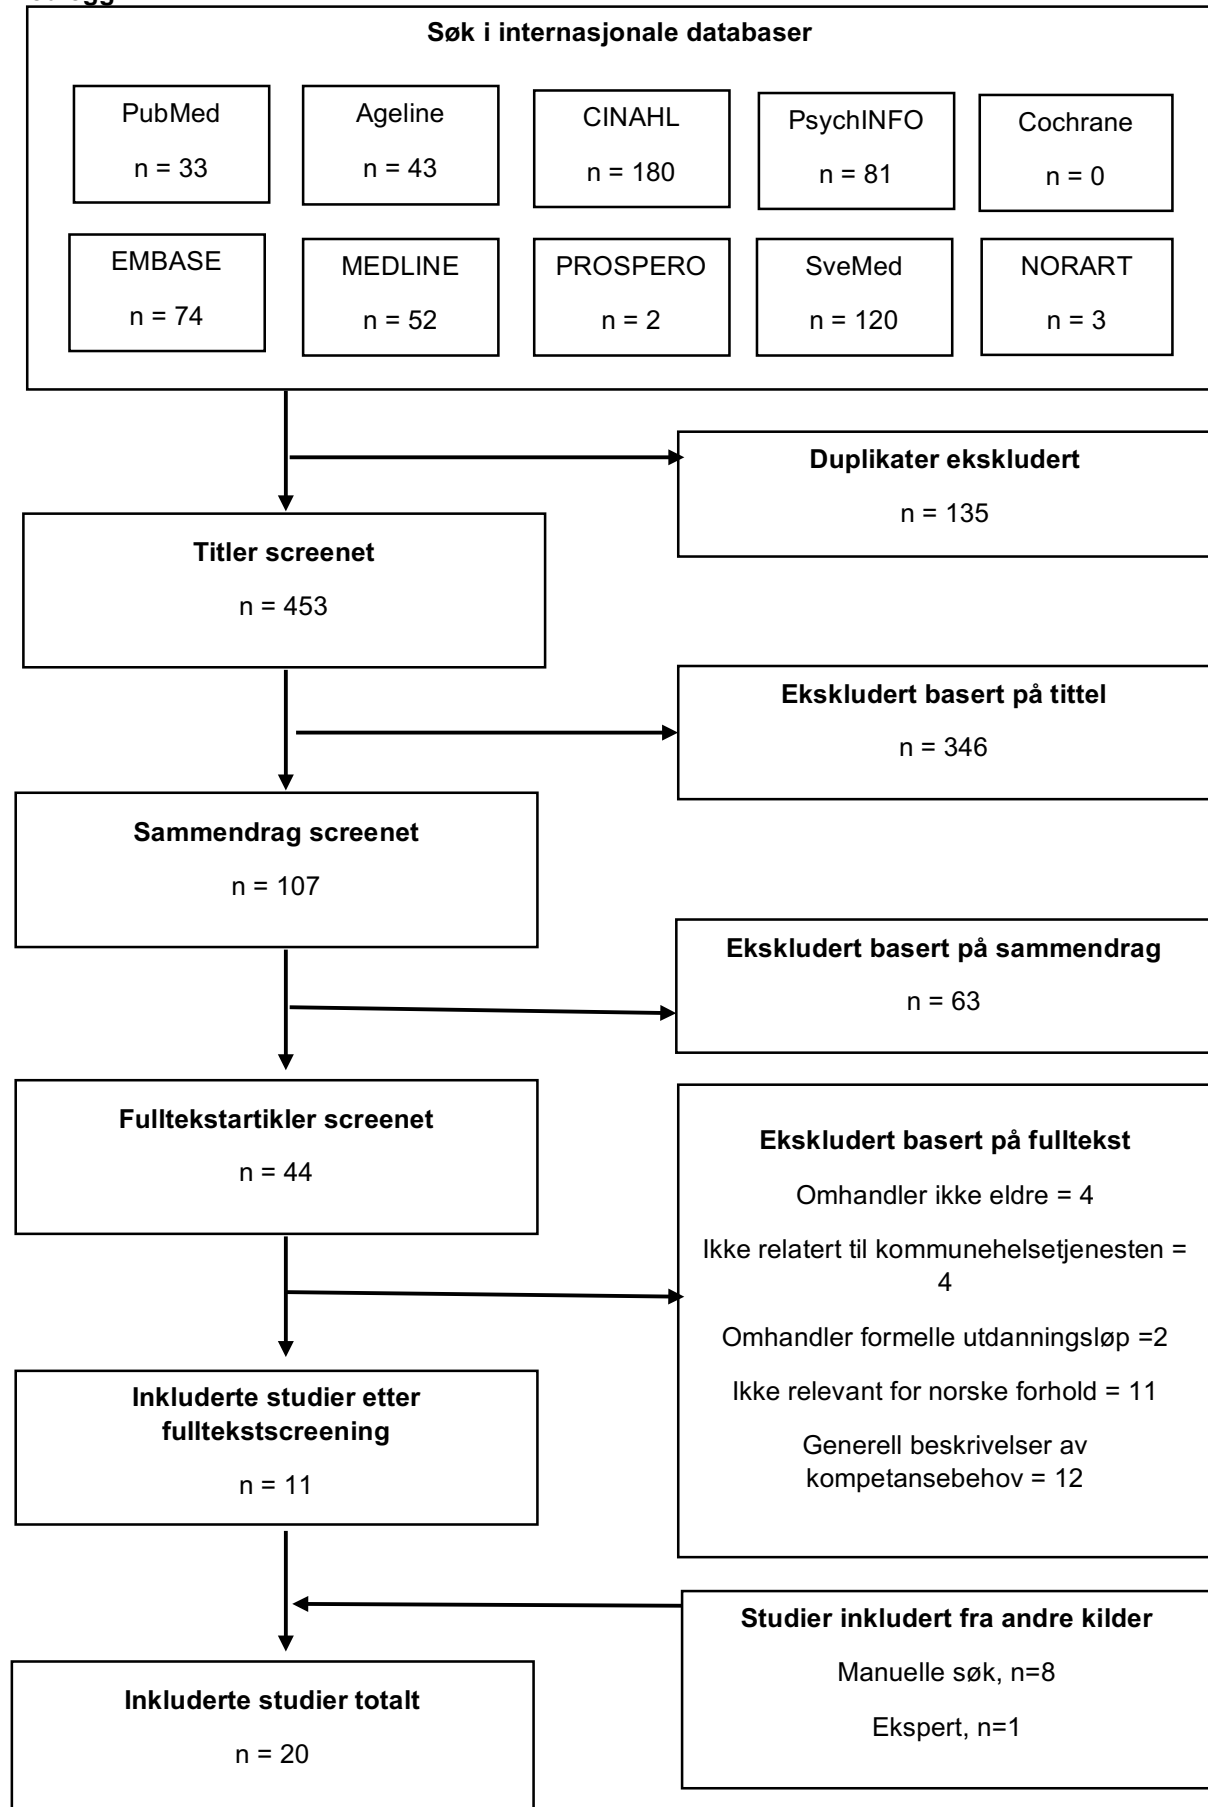 Søk i internasjonale databaser
PubMed
n = 33
Ageline
n = 43
CINAHL
n = 180
PsychINFO
n = 81
Cochrane
n = 0
EMBASE
n = 74
MEDLINE
n = 52
PROSPERO
n = 2
SveMed
n = 120
NORART
n = 3
Duplikater ekskludert
n = 135
Titler screenet
n = 453
Ekskludert basert på tittel
n = 346
Sammendrag screenet
n = 107
Ekskludert basert på sammendrag
n = 63
Fulltekstartikler screenet
n = 44
Ekskludert basert på fulltekst
Omhandler ikke eldre = 4
Ikke relatert til kommunehelsetjenesten =
4
Omhandler formelle utdanningsløp =2
Ikke relevant for norske forhold = 11
Generell beskrivelser av
kompetansebehov = 12
Inkluderte studier etter
fulltekstscreening
n = 11
Studier inkludert fra andre kilder
Manuelle søk, n=8
Ekspert, n=1
Inkluderte studier totalt
n = 20